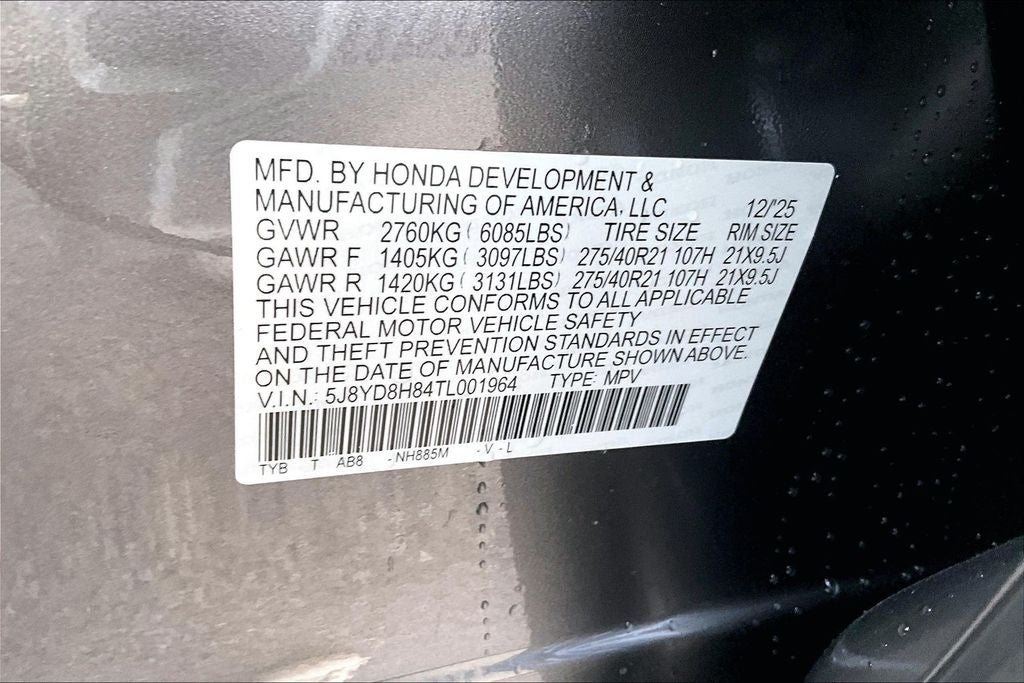 MFD. BY HONDA DEVELOPMENT &
MANUFACTURING OF AMERICA, LLC 12/'25
GVWR 2760KG ( 6085LBS) TIRE SIZE RIM SIZE
GAWR F 1405KG ( 3097LBS) 275/40R21 107H 21X9.5J
GAWR R 1420KG ( 3131LBS) 275/40R21 107H 21X9.5J
THIS VEHICLE CONFORMS TO ALL APPLICABLE
FEDERAL MOTOR VEHICLE SAFETY
AND THEFT PREVENTION STANDARDS IN EFFECT
ON THE DATE OF MANUFACTURE SHOWN ABOVE.
V.I.N.: 5J8YD8H84TL001964 TYPE: MPV
TYB T AB8 - NH885M - V - L